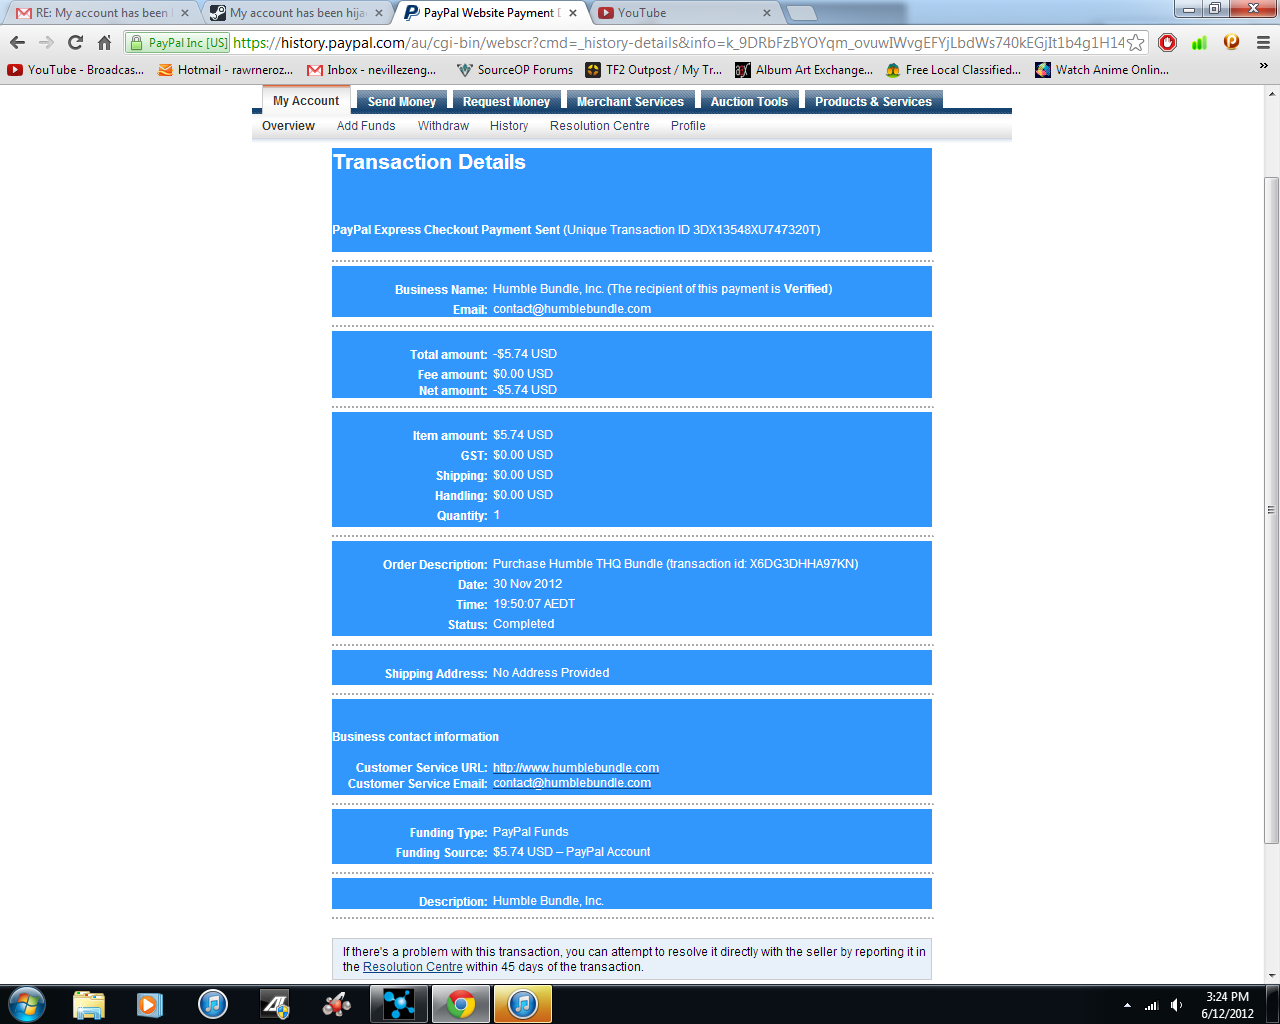 RE: My account has been
My account has been hija
PayPal Website Payment D
YouTube
PayPal Inc [US]
https://history.paypal.com/au/cgi-bin/webscr?cmd=_history-details&info=k_9DRbFzBYOYqm_ovuwIWvgEFYjLbdWs740kEGjIt1b4g1H14
YouTube - Broadcas...
Hotmail - rawrneroz...
Inbox - nevillezeng...
SourceOP Forums
TF2 Outpost / My Tr...
Album Art Exchange...
Free Local Classified...
Watch Anime Onlin...
»
My Account
Send Money
Request Money
Merchant Services
Auction Tools
Products & Services
Overview
Add Funds
Withdraw
History
Resolution Centre
Profile
Transaction Details
PayPal Express Checkout Payment Sent (Unique Transaction ID 3DX13548XU747320T)
Business Name: Humble Bundle, Inc. (The recipient of this payment is Verified)
Email: contact@humblebundle.com
Total amount: -$5.74 USD
Fee amount: $0.00 USD
Net amount: -$5.74 USD
Item amount: $5.74 USD
GST: $0.00 USD
Shipping: $0.00 USD
Handling: $0.00 USD
Quantity: 1
Order Description: Purchase Humble THQ Bundle (transaction id: X6DG3DHHA97KN)
Date: 30 Nov 2012
Time: 19:50:07 AEDT
Status: Completed
Shipping Address: No Address Provided
Business contact information
Customer Service URL: http://www.humblebundle.com
Customer Service Email: contact@humblebundle.com
Funding Type: PayPal Funds
Funding Source: $5.74 USD – PayPal Account
Description: Humble Bundle, Inc.
If there's a problem with this transaction, you can attempt to resolve it directly with the seller by reporting it in
the Resolution Centre within 45 days of the transaction.
3:24 PM
6/12/2012